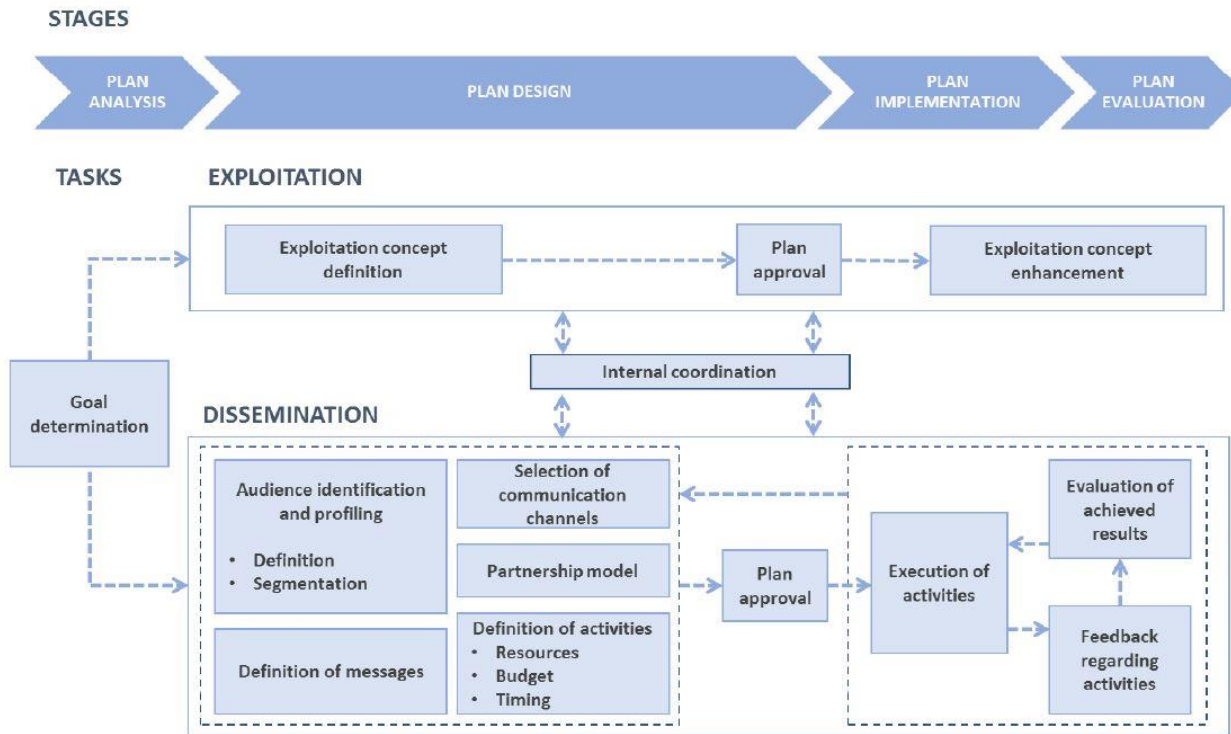 STAGES
PLAN
ANALYSIS
PLAN DESIGN
PLAN
IMPLEMENTATION
PLAN
EVALUATION
TASKS
EXPLOITATION
Exploitation concept
definition
Plan
approval
Exploitation concept
enhancement
Internal coordination
Goal
determination
DISSEMINATION
Audience identification
and profiling
• Definition
• Segmentation
Definition of messages
Selection of
communication
channels
Partnership model
Definition of activities
• Resources
• Budget
• Timing
Plan
approval
Execution of
activities
Evaluation of
achieved
results
Feedback
regarding
activities